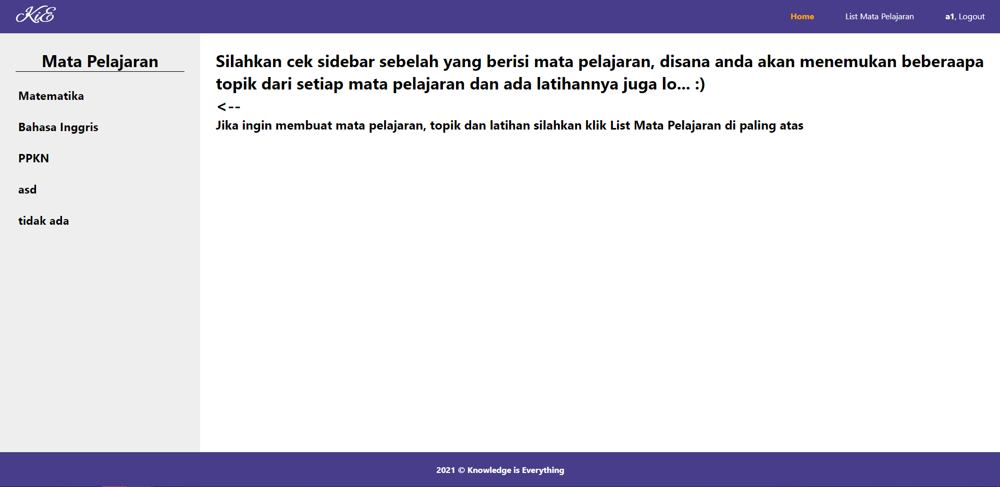 KiE
Home
List Mata Pelajaran
a1, Logout
Mata Pelajaran
Matematika
Bahasa Inggris
PPKN
asd
tidak ada
Silahkan cek sidebar sebelah yang berisi mata pelajaran, disana anda akan menemukan beberaapa
topik dari setiap mata pelajaran dan ada latihannya juga lo... :)
<--
Jika ingin membuat mata pelajaran, topik dan latihan silahkan klik List Mata Pelajaran di paling atas
2021 © Knowledge is Everything